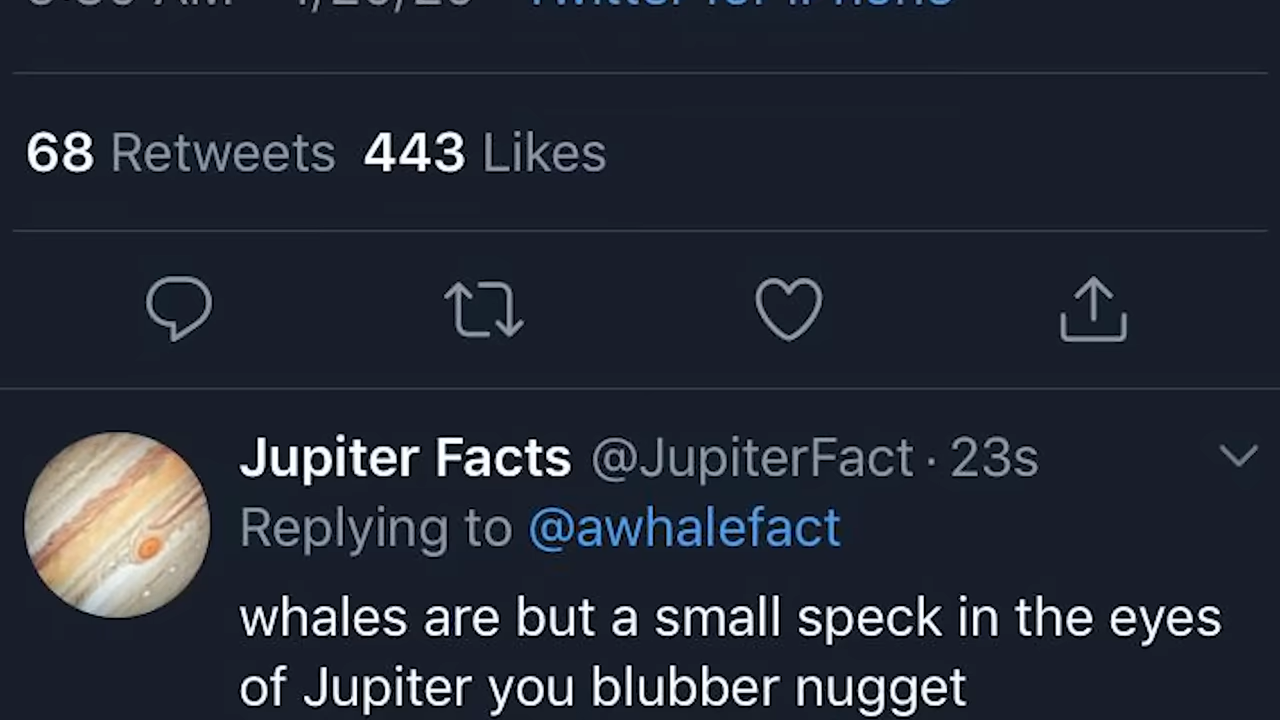 68 Retweets 443 Likes
Jupiter Facts @JupiterFact · 23s
Replying to @awhalefact
whales are but a small speck in the eyes
of Jupiter you blubber nugget